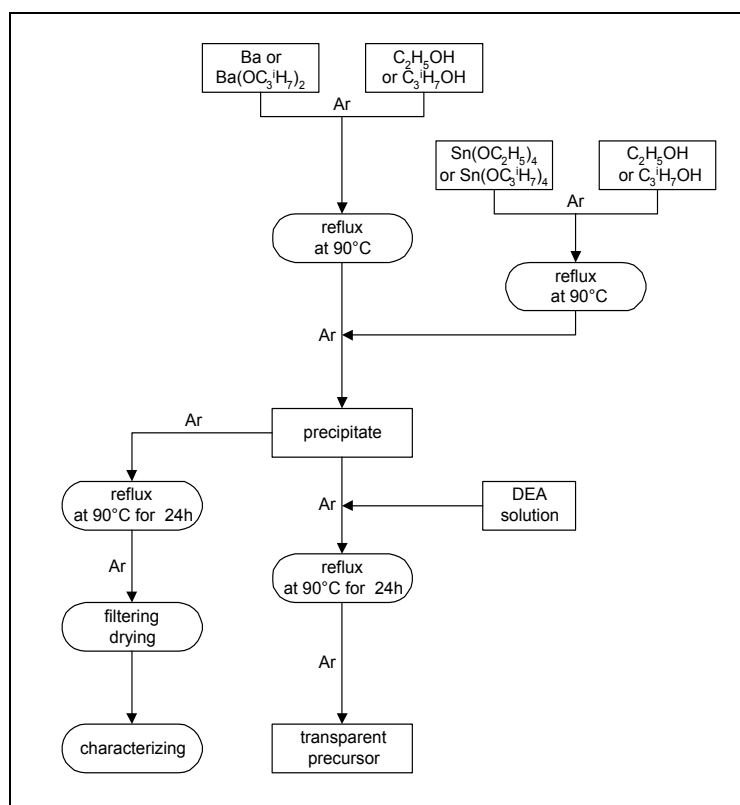 Ba or
Ba(OC₃ⁱH₇)₂
C₂H₅OH
or C₃ⁱH₇OH
Ar
Sn(OC₂H₅)₄
or Sn(OC₃ⁱH₇)₄
C₂H₅OH
or C₃ⁱH₇OH
Ar
reflux
at 90°C
reflux
at 90°C
Ar
precipitate
Ar
reflux
at 90°C for 24h
Ar
DEA
solution
reflux
at 90°C for 24h
Ar
filtering
drying
Ar
characterizing
transparent
precursor